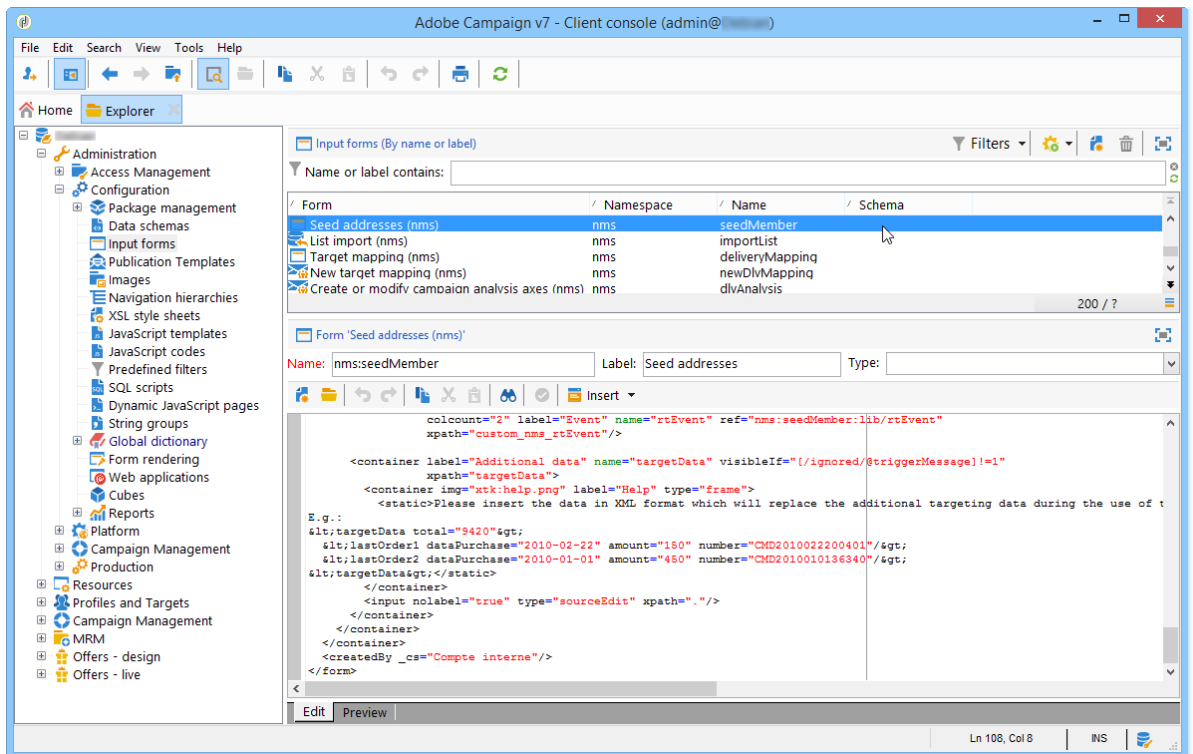 Adobe Campaign v7 - Client console (admin@ )
File Edit Search View Tools Help
Home Explorer
Administration
Access Management
Configuration
Package management
Data schemas
Input forms
Publication Templates
Images
Navigation hierarchies
XSL style sheets
JavaScript templates
JavaScript codes
Predefined filters
SQL scripts
Dynamic JavaScript pages
String groups
Global dictionary
Form rendering
Web applications
Cubes
Reports
Platform
Campaign Management
Production
Resources
Profiles and Targets
Campaign Management
MRM
Offers - design
Offers - live
Input forms (By name or label) Filters
Name or label contains:
Form Namespace Name Schema
Seed addresses (nms) nms seedMember
List import (nms) nms importList
Target mapping (nms) nms deliveryMapping
New target mapping (nms) nms newDlvMapping
Create or modify campaign analysis axes (nms) nms dlvAnalysis
200 / ?
Form 'Seed addresses (nms)'
Name: nms:seedMember Label: Seed addresses Type:
Insert
colcount="2" label="Event" name="rtEvent" ref="nms:seedMember:lib/rtEvent"
xpath="custom_nms_rtEvent"/>
<container label="Additional data" name="targetData" visibleIf="[/ignored/@triggerMessage]!=1"
xpath="targetData">
<container img="xtk:help.png" label="Help" type="frame">
<static>Please insert the data in XML format which will replace the additional targeting data during the use of t
E.g.:
&lt;targetData total="9420"&gt;
&lt;lastOrder1 dataPurchase="2010-02-22" amount="150" number="CMD2010022200401"/&gt;
&lt;lastOrder2 dataPurchase="2010-01-01" amount="450" number="CMD2010010136340"/&gt;
&lt;targetData&gt;</static>
</container>
<input nolabel="true" type="sourceEdit" xpath="."/>
</container>
</container>
</container>
<createdBy _cs="Compte interne"/>
</form>
Edit Preview
Ln 108, Col 8 INS